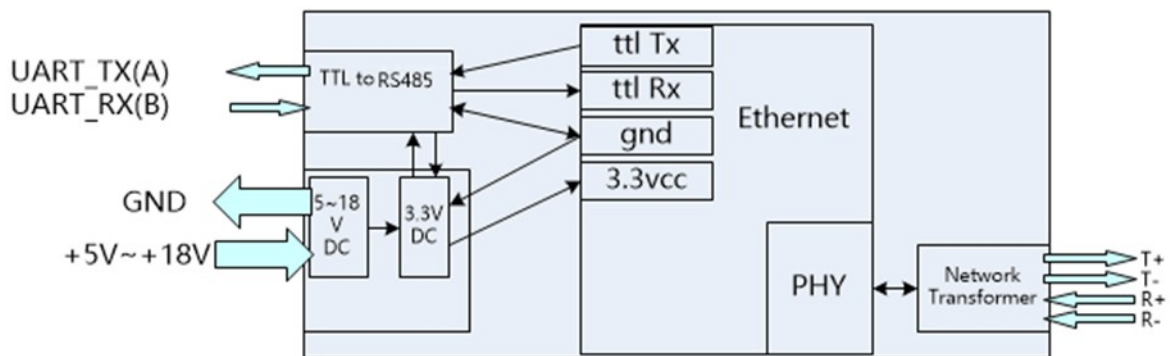 UART_TX(A)
UART_RX(B)
GND
+5V~+18V
TTL to RS485
5~18
V
DC
3.3V
DC
ttl Tx
ttl Rx
gnd
3.3vcc
Ethernet
PHY
Network
Transformer
T+
T-
R+
R-